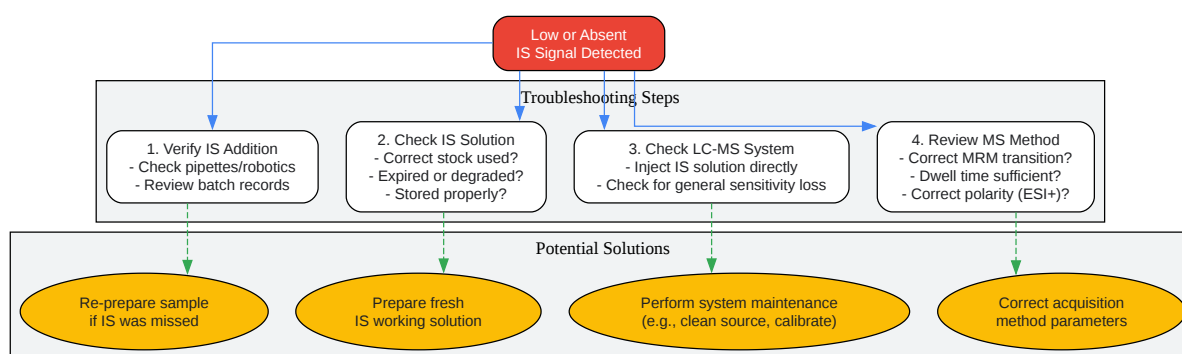 Low or Absent
IS Signal Detected
Troubleshooting Steps
1. Verify IS Addition
- Check pipettes/robotics
- Review batch records
2. Check IS Solution
- Correct stock used?
- Expired or degraded?
- Stored properly?
3. Check LC-MS System
- Inject IS solution directly
- Check for general sensitivity loss
4. Review MS Method
- Correct MRM transition?
- Dwell time sufficient?
- Correct polarity (ESI+)?
Potential Solutions
Re-prepare sample
if IS was missed
Prepare fresh
IS working solution
Perform system maintenance
(e.g., clean source, calibrate)
Correct acquisition
method parameters